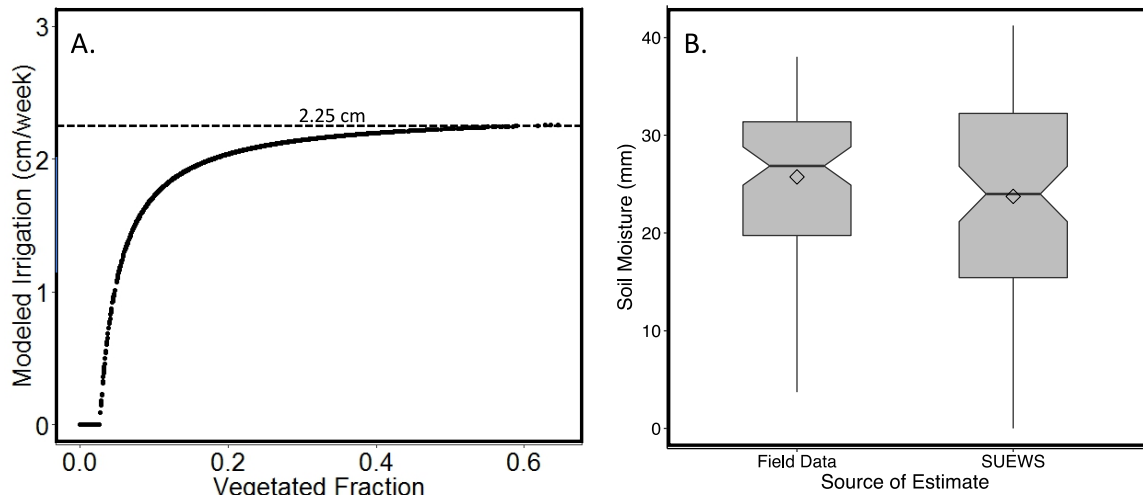 A.
3
2.25 cm
2
1
0
Modeled Irrigation (cm/week)
0.0 0.2 0.4 0.6
Vegetated Fraction
B.
40
30
20
10
0
Soil Moisture (mm)
Field Data SUEWS
Source of Estimate